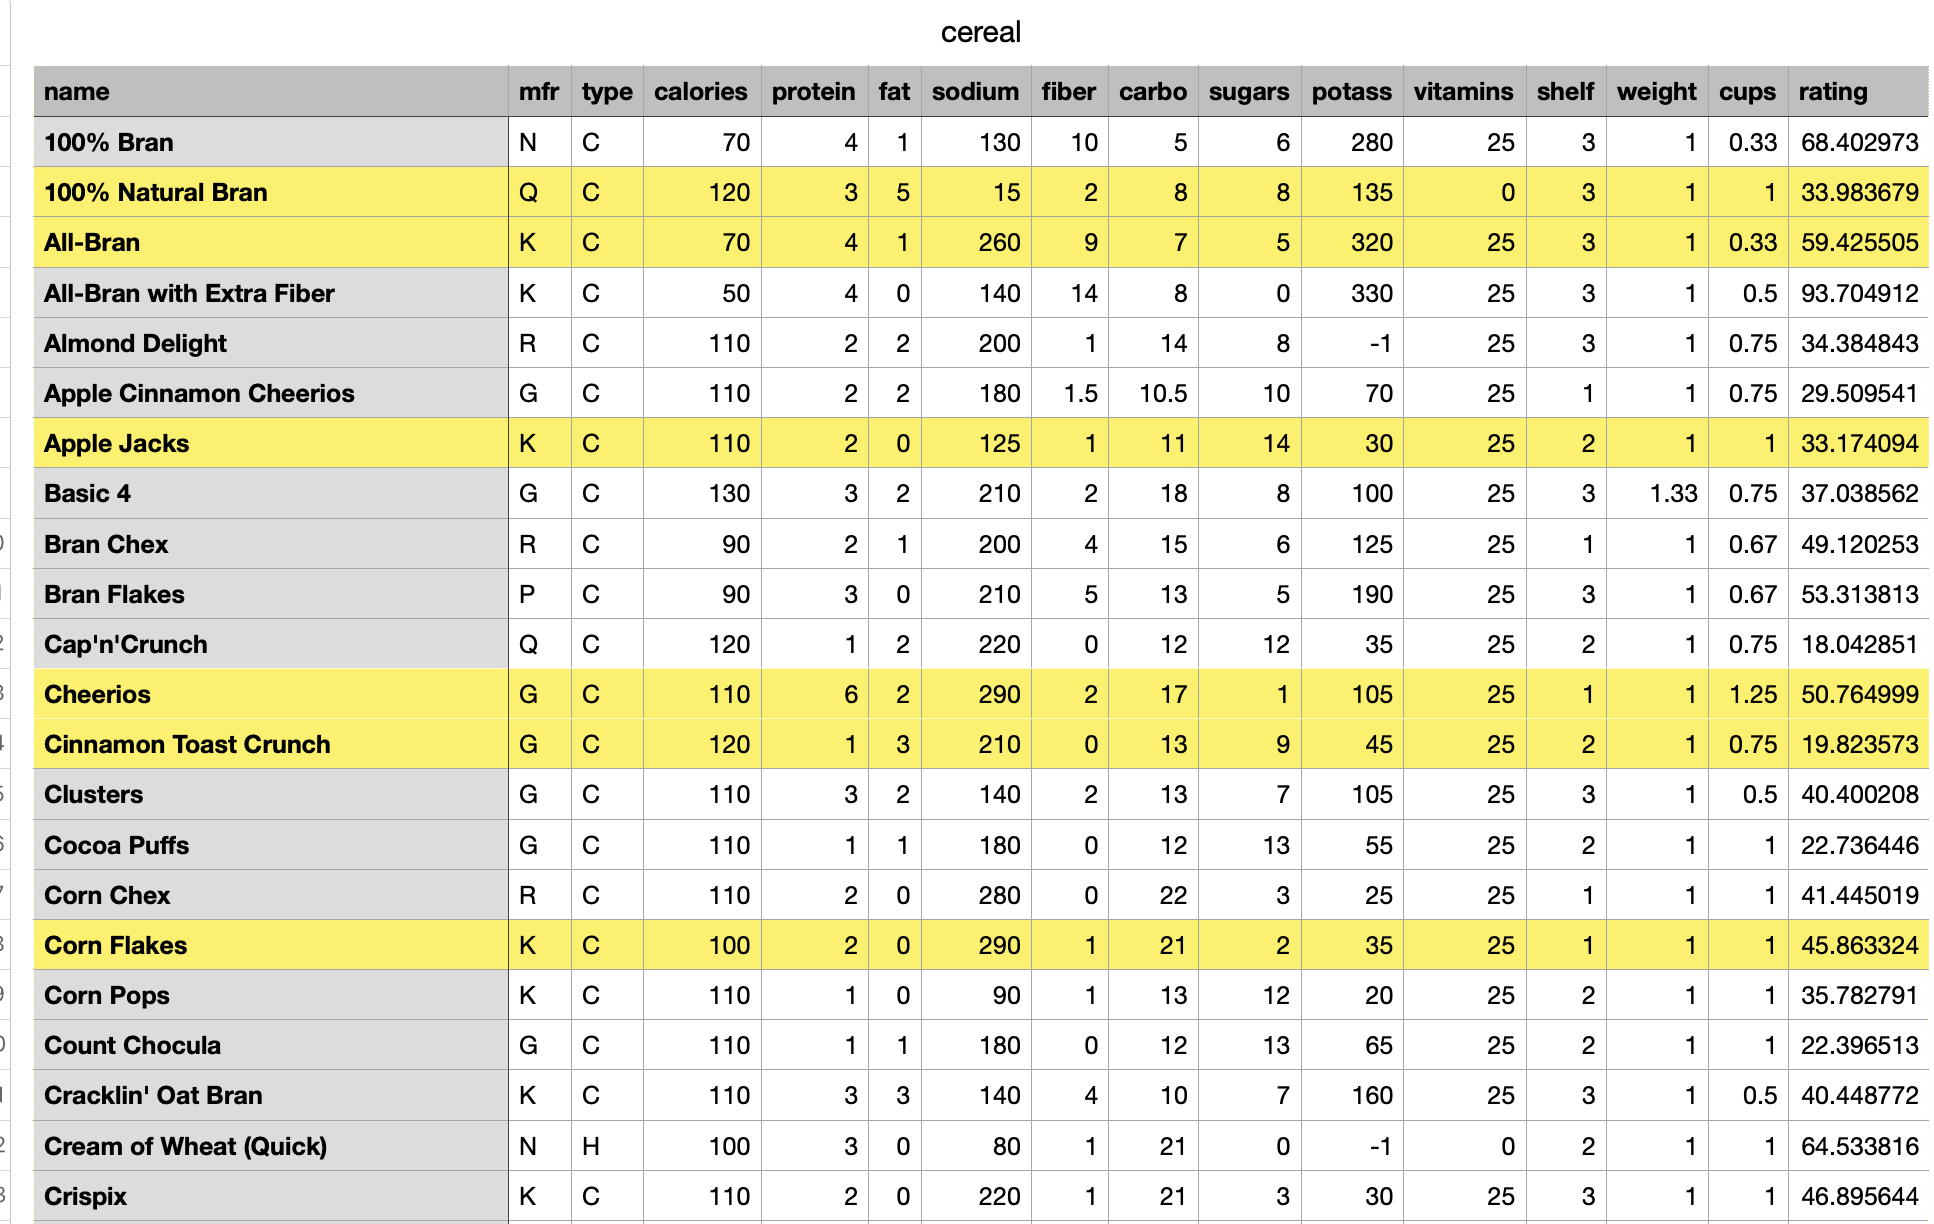 cereal
name mfr type calories protein fat sodium fiber carbo sugars potass vitamins shelf weight cups rating
100% Bran N C 70 4 1 130 10 5 6 280 25 3 1 0.33 68.402973
100% Natural Bran Q C 120 3 5 15 2 8 8 135 0 3 1 1 33.983679
All-Bran K C 70 4 1 260 9 7 5 320 25 3 1 0.33 59.425505
All-Bran with Extra Fiber K C 50 4 0 140 14 8 0 330 25 3 1 0.5 93.704912
Almond Delight R C 110 2 2 200 1 14 8 -1 25 3 1 0.75 34.384843
Apple Cinnamon Cheerios G C 110 2 2 180 1.5 10.5 10 70 25 1 1 0.75 29.509541
Apple Jacks K C 110 2 0 125 1 11 14 30 25 2 1 1 33.174094
Basic 4 G C 130 3 2 210 2 18 8 100 25 3 1.33 0.75 37.038562
Bran Chex R C 90 2 1 200 4 15 6 125 25 1 1 0.67 49.120253
Bran Flakes P C 90 3 0 210 5 13 5 190 25 3 1 0.67 53.313813
Cap'n'Crunch Q C 120 1 2 220 0 12 12 35 25 2 1 0.75 18.042851
Cheerios G C 110 6 2 290 2 17 1 105 25 1 1 1.25 50.764999
Cinnamon Toast Crunch G C 120 1 3 210 0 13 9 45 25 2 1 0.75 19.823573
Clusters G C 110 3 2 140 2 13 7 105 25 3 1 0.5 40.400208
Cocoa Puffs G C 110 1 1 180 0 12 13 55 25 2 1 1 22.736446
Corn Chex R C 110 2 0 280 0 22 3 25 25 1 1 1 41.445019
Corn Flakes K C 100 2 0 290 1 21 2 35 25 1 1 1 45.863324
Corn Pops K C 110 1 0 90 1 13 12 20 25 2 1 1 35.782791
Count Chocula G C 110 1 1 180 0 12 13 65 25 2 1 1 22.396513
Cracklin' Oat Bran K C 110 3 3 140 4 10 7 160 25 3 1 0.5 40.448772
Cream of Wheat (Quick) N H 100 3 0 80 1 21 0 -1 0 2 1 1 64.533816
Crispix K C 110 2 0 220 1 21 3 30 25 3 1 1 46.895644